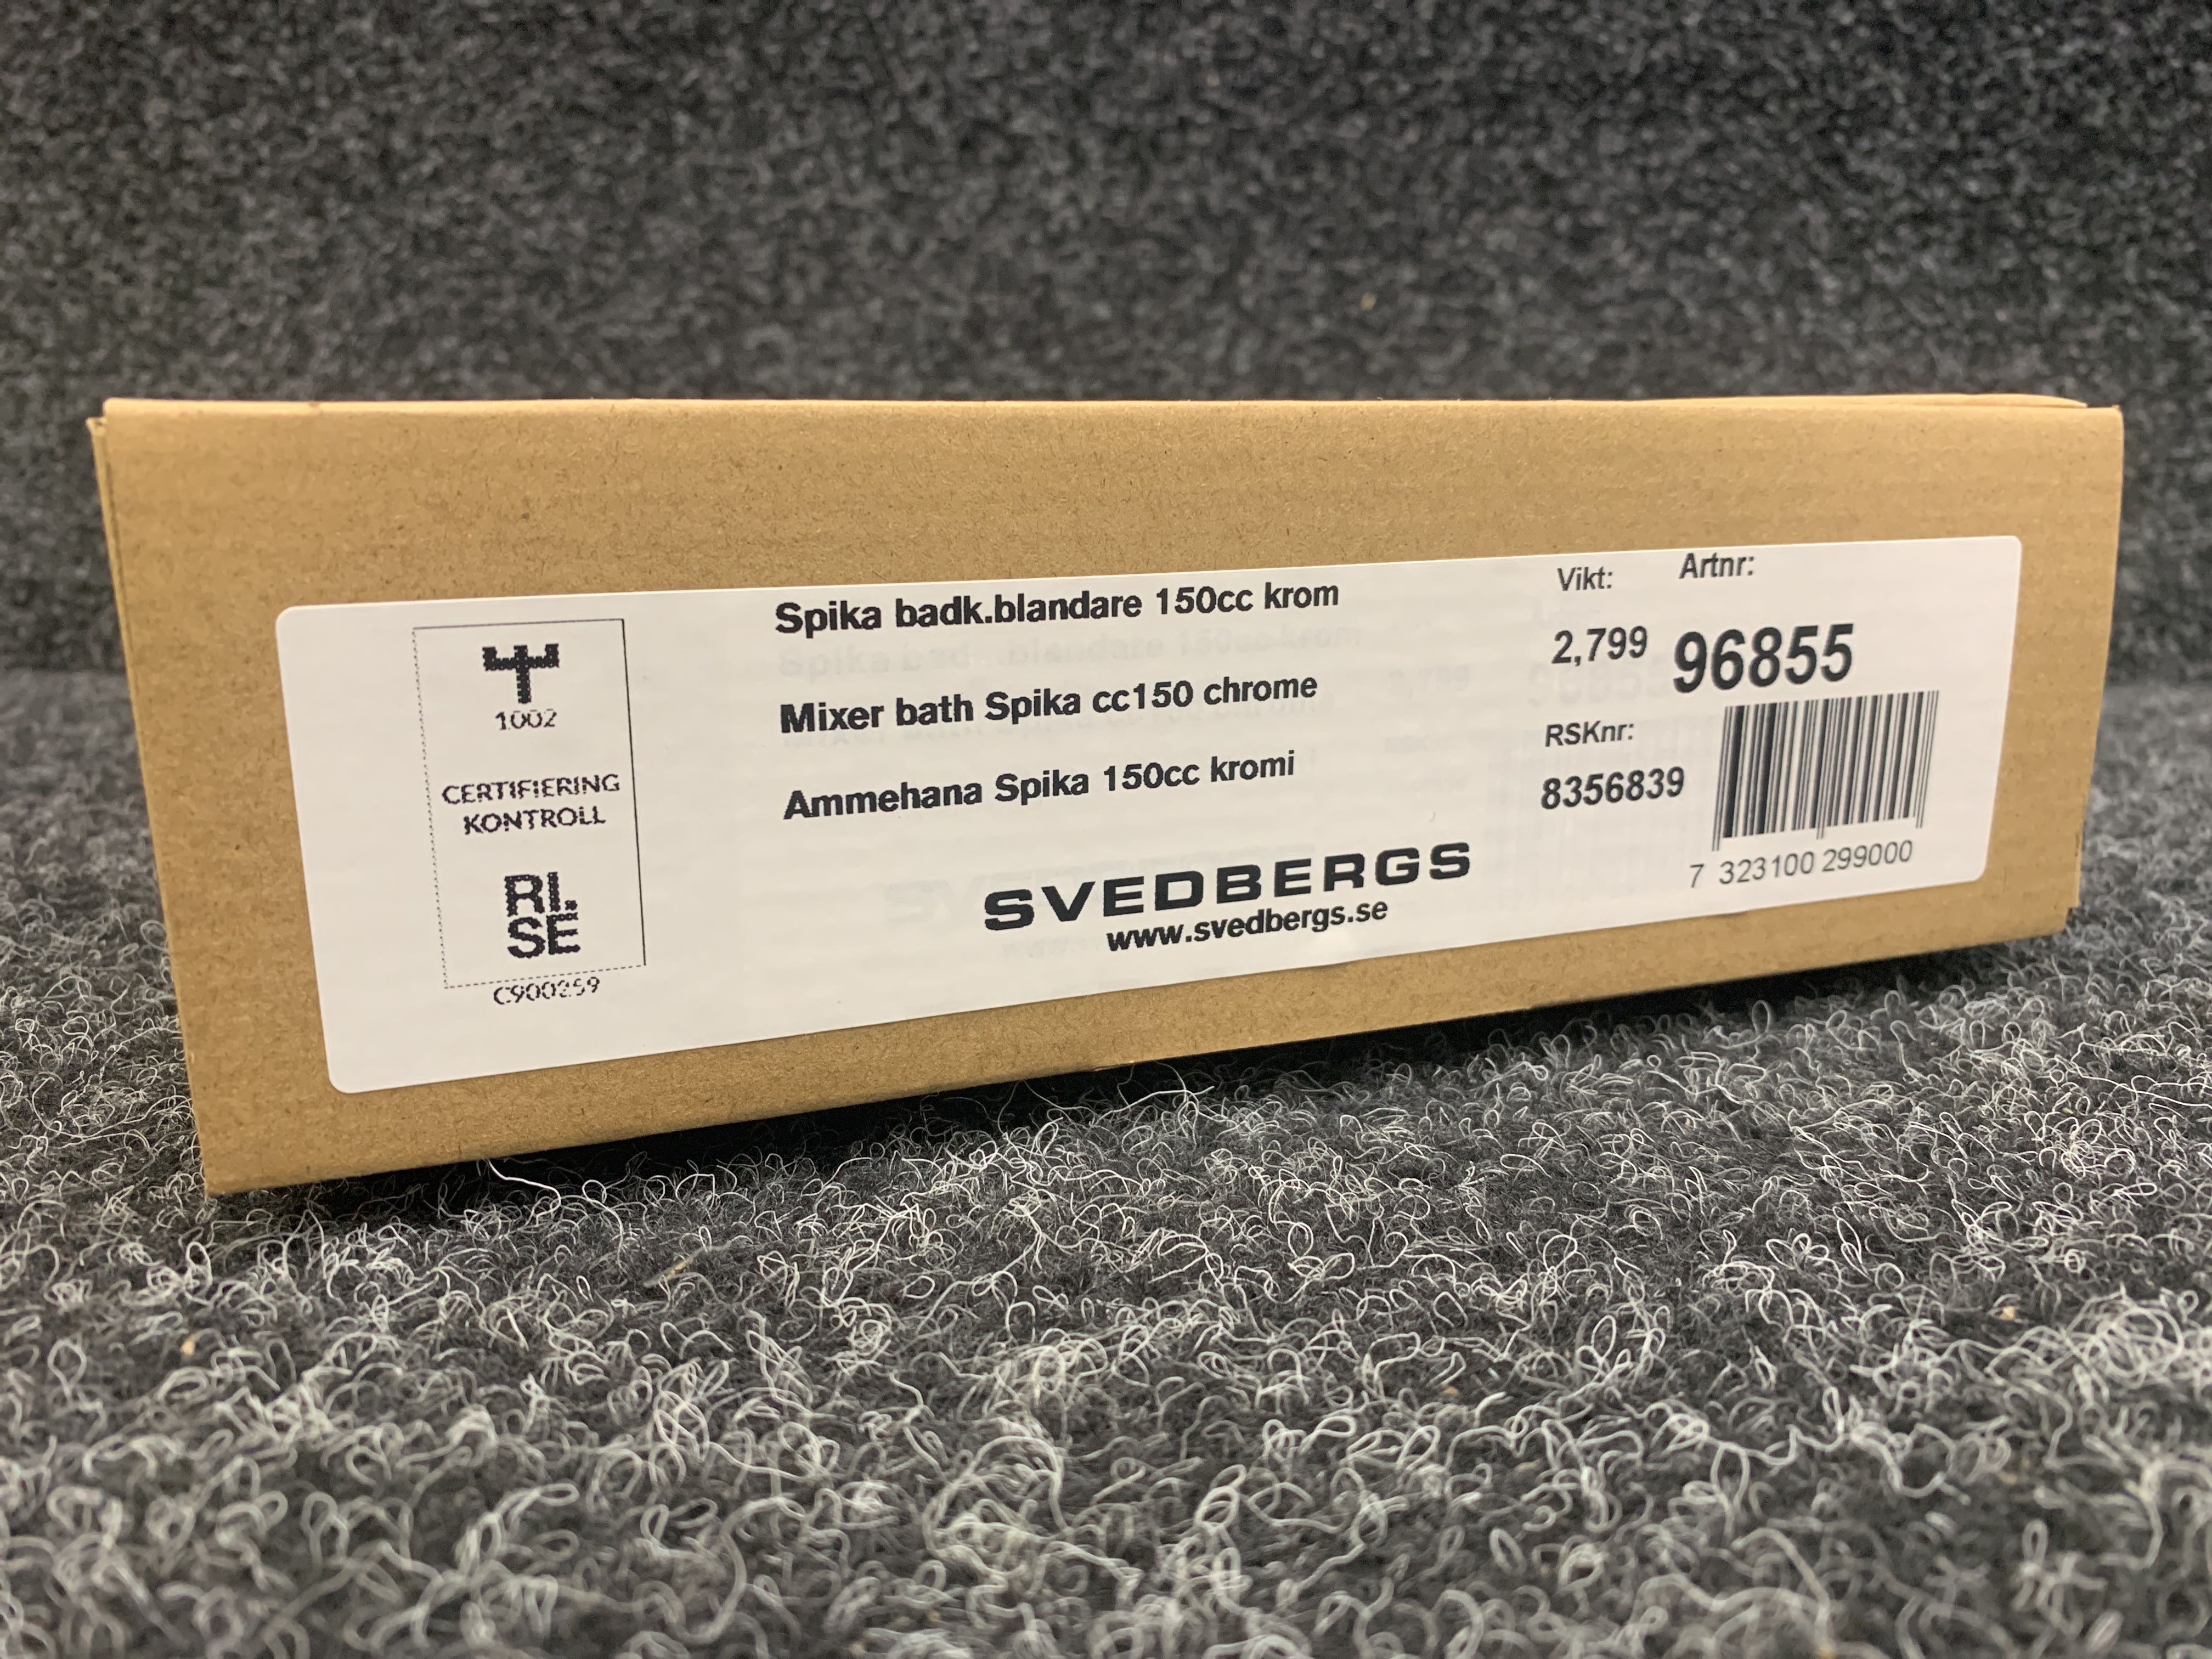 1002
CERTIFIERING
KONTROLL
RI.
SE
C900259
Spika badk.blandare 150cc krom
Mixer bath Spika cc150 chrome
Ammehana Spika 150cc kromi
SVEDBERGS
www.svedbergs.se
Vikt:
2,799
Artnr:
96855
RSKnr:
8356839
7 323100 299000